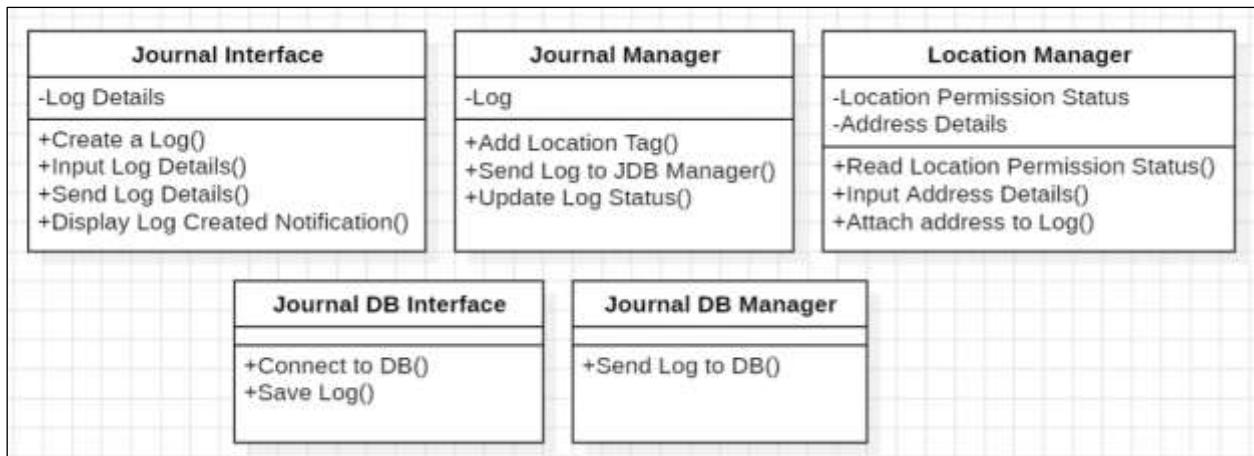 Journal Interface
-Log Details
+Create a Log()
+Input Log Details()
+Send Log Details()
+Display Log Created Notification()
Journal Manager
-Log
+Add Location Tag()
+Send Log to JDB Manager()
+Update Log Status()
Location Manager
-Location Permission Status
-Address Details
+Read Location Permission Status()
+Input Address Details()
+Attach address to Log()
Journal DB Interface
+Connect to DB()
+Save Log()
Journal DB Manager
+Send Log to DB()